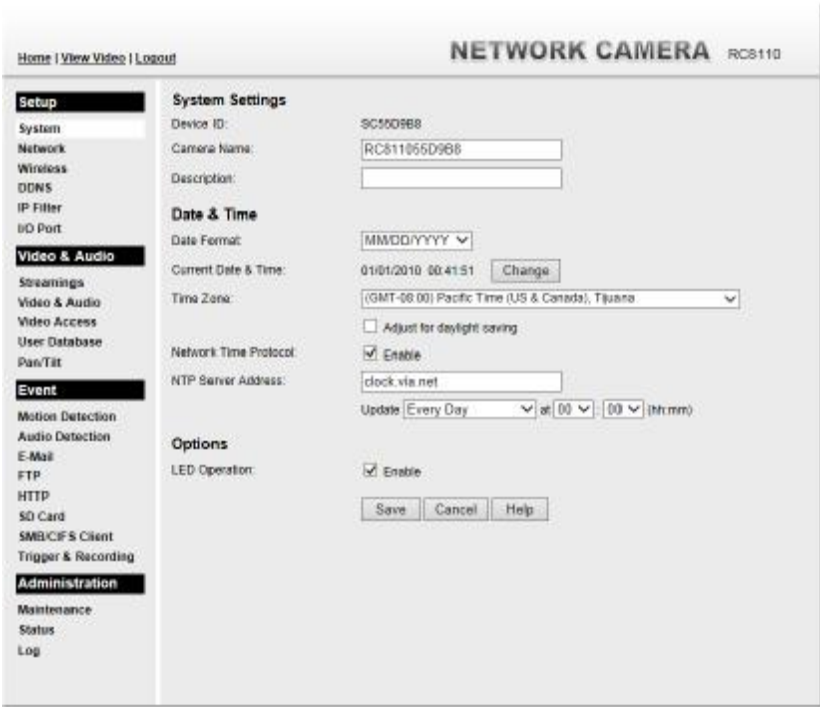 Home | View Video | Logout
NETWORK CAMERA RC8110
Setup
System
Network
Wireless
DDNS
IP Filter
I/O Port
Video & Audio
Streamings
Video & Audio
Video Access
User Database
Pan/Tilt
Event
Motion Detection
Audio Detection
E-Mail
FTP
HTTP
SD Card
SMB/CIFS Client
Trigger & Recording
Administration
Maintenance
Status
Log
System Settings
Device ID: SC55D9B8
Camera Name: RC811055D9B8
Description:
Date & Time
Date Format: MM/DD/YYYY
Current Date & Time: 01/01/2010 00:41:51 Change
Time Zone: (GMT-08:00) Pacific Time (US & Canada), Tijuana
Adjust for daylight saving
Network Time Protocol: Enable
NTP Server Address: clock.via.net
Update Every Day at 00 : 00 (hh:mm)
Options
LED Operation: Enable
Save Cancel Help